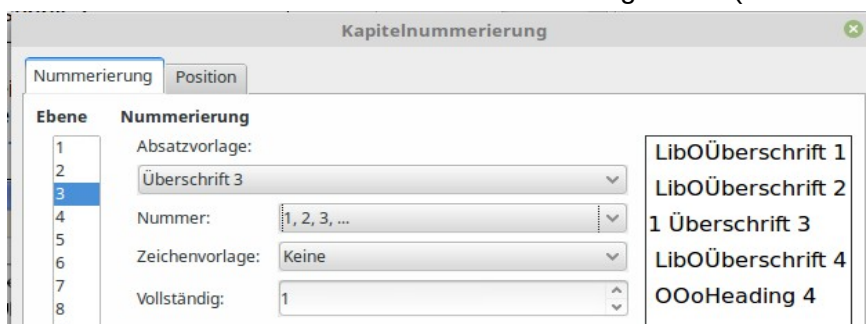 Kapitelnummerierung
Nummerierung Position
Ebene Nummerierung
1 Absatzvorlage:
2 Überschrift 3
3
4 Nummer: 1, 2, 3, ...
5
6 Zeichenvorlage: Keine
7 Vollständig: 1
8
LibOÜberschrift 1
LibOÜberschrift 2
1 Überschrift 3
LibOÜberschrift 4
OOoHeading 4